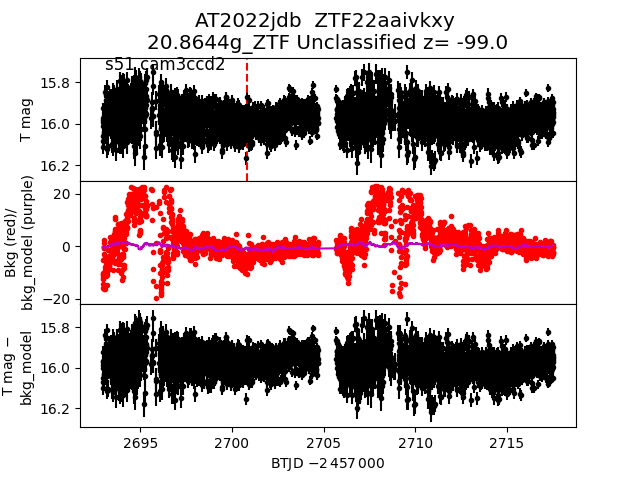 AT2022jdb  ZTF22aaivkxy
20.8644g_ZTF Unclassified z= -99.0
s51 cam3ccd2
15.8
16.0
16.2
T mag
20
0
−20
Bkg (red)/
bkg_model (purple)
15.8
16.0
16.2
T mag −
bkg_model
2695
2700
2705
2710
2715
BTJD −2 457 000